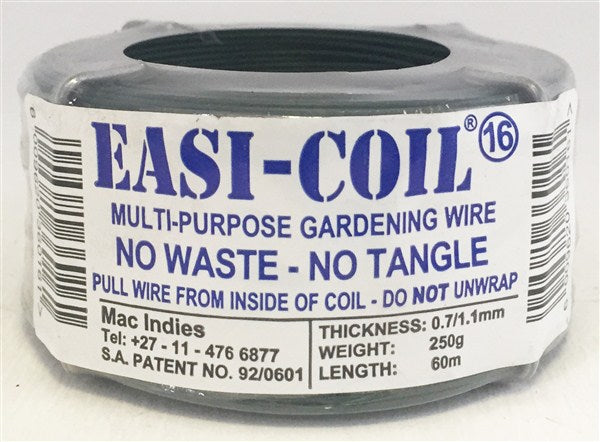 EASI-COIL® 16
MULTI-PURPOSE GARDENING WIRE
NO WASTE - NO TANGLE
PULL WIRE FROM INSIDE OF COIL - DO NOT UNWRAP
Mac Indies
Tel: +27 - 11 - 476 6877
S.A. PATENT NO. 92/0601
THICKNESS: 0.7/1.1mm
WEIGHT: 250g
LENGTH: 60m